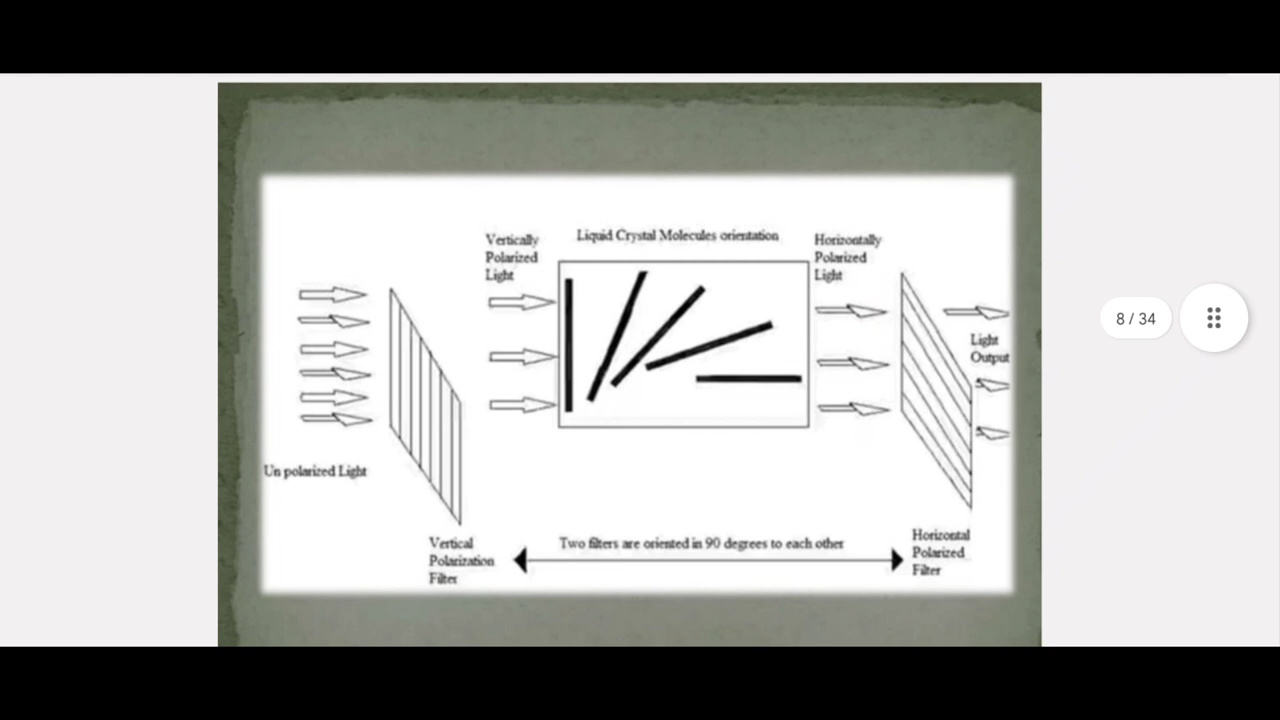 Vertically
Polarized
Light
Liquid Crystal Molecules orientation
Horizontally
Polarized
Light
Light
Output
Un polarized Light
Vertical
Polarization
Filter
Two filters are oriented in 90 degrees to each other
Horizontal
Polarized
Filter
8 / 34